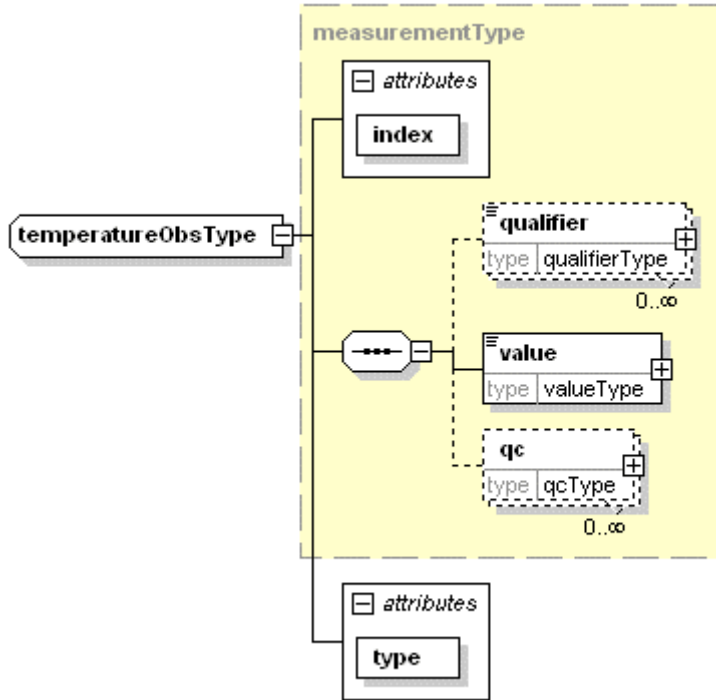 measurementType
attributes
index
temperatureObsType
qualifier
type qualifierType
0..∞
value
type valueType
qc
type qcType
0..∞
attributes
type